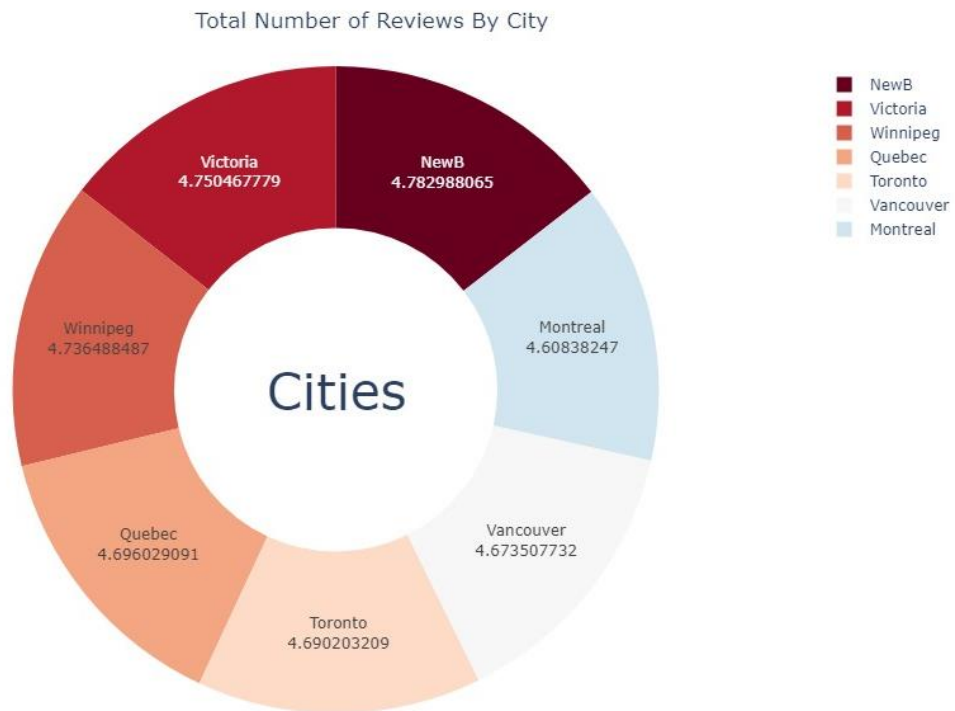 Total Number of Reviews By City
NewB
Victoria
Winnipeg
Quebec
Toronto
Vancouver
Montreal
Victoria
4.750467779
NewB
4.782988065
Winnipeg
4.736488487
Montreal
4.60838247
Cities
Quebec
4.696029091
Vancouver
4.673507732
Toronto
4.690203209